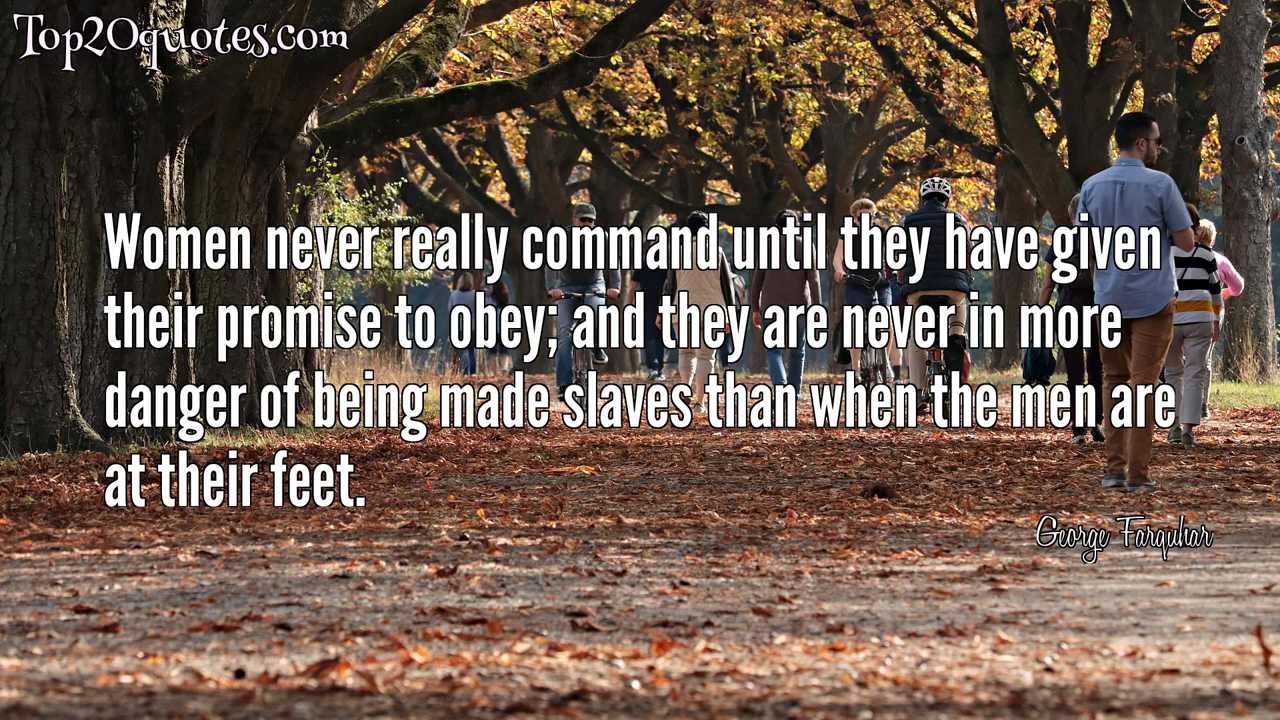 Top20quotes.com
Women never really command until they have given
their promise to obey; and they are never in more
danger of being made slaves than when the men are
at their feet.
George Farquhar